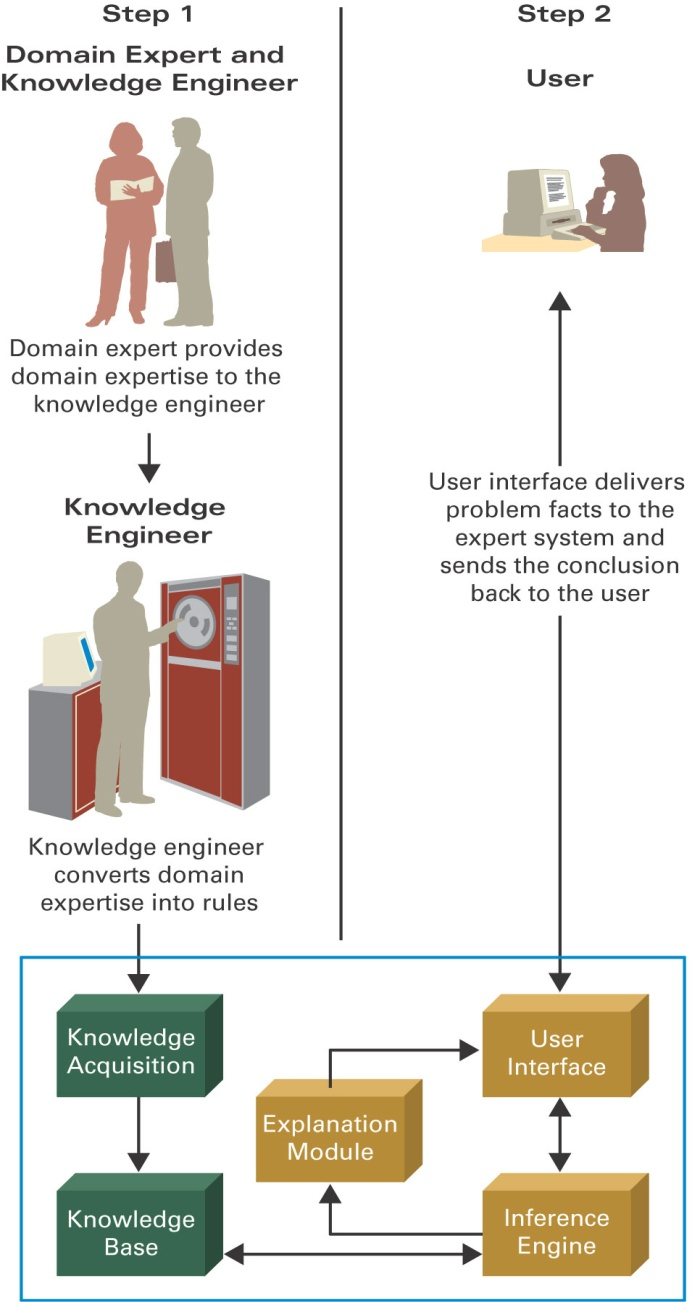 Step 1
Domain Expert and
Knowledge Engineer
Domain expert provides
domain expertise to the
knowledge engineer
Knowledge
Engineer
Knowledge engineer
converts domain
expertise into rules
Step 2
User
User interface delivers
problem facts to the
expert system and
sends the conclusion
back to the user
Knowledge
Acquisition
User
Interface
Explanation
Module
Knowledge
Base
Inference
Engine